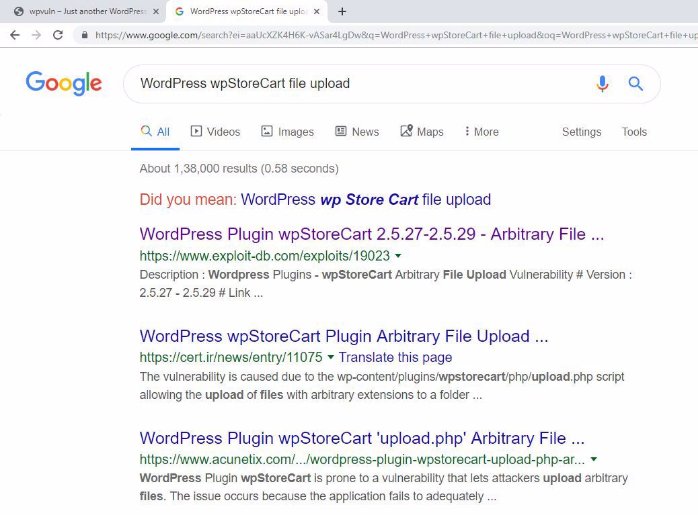 wpvuln – Just another WordPress
WordPress wpStoreCart file uploa
https://www.google.com/search?ei=aaUcXZK4H6K-vASar4LgDw&q=WordPress+wpStoreCart+file+upload&oq=WordPress+wpStoreCart+file+up
Google
WordPress wpStoreCart file upload
All Videos Images News Maps More Settings Tools
About 1,38,000 results (0.58 seconds)
Did you mean: WordPress wp Store Cart file upload
WordPress Plugin wpStoreCart 2.5.27-2.5.29 - Arbitrary File ...
https://www.exploit-db.com/exploits/19023
Description : Wordpress Plugins - wpStoreCart Arbitrary File Upload Vulnerability # Version :
2.5.27 - 2.5.29 # Link ...
WordPress wpStoreCart Plugin Arbitrary File Upload ...
https://cert.ir/news/entry/11075 Translate this page
The vulnerability is caused due to the wp-content/plugins/wpstorecart/php/upload.php script
allowing the upload of files with arbitrary extensions to a folder ...
WordPress Plugin wpStoreCart 'upload.php' Arbitrary File ...
https://www.acunetix.com/.../wordpress-plugin-wpstorecart-upload-php-ar...
WordPress Plugin wpStoreCart is prone to a vulnerability that lets attackers upload arbitrary
files. The issue occurs because the application fails to adequately ...